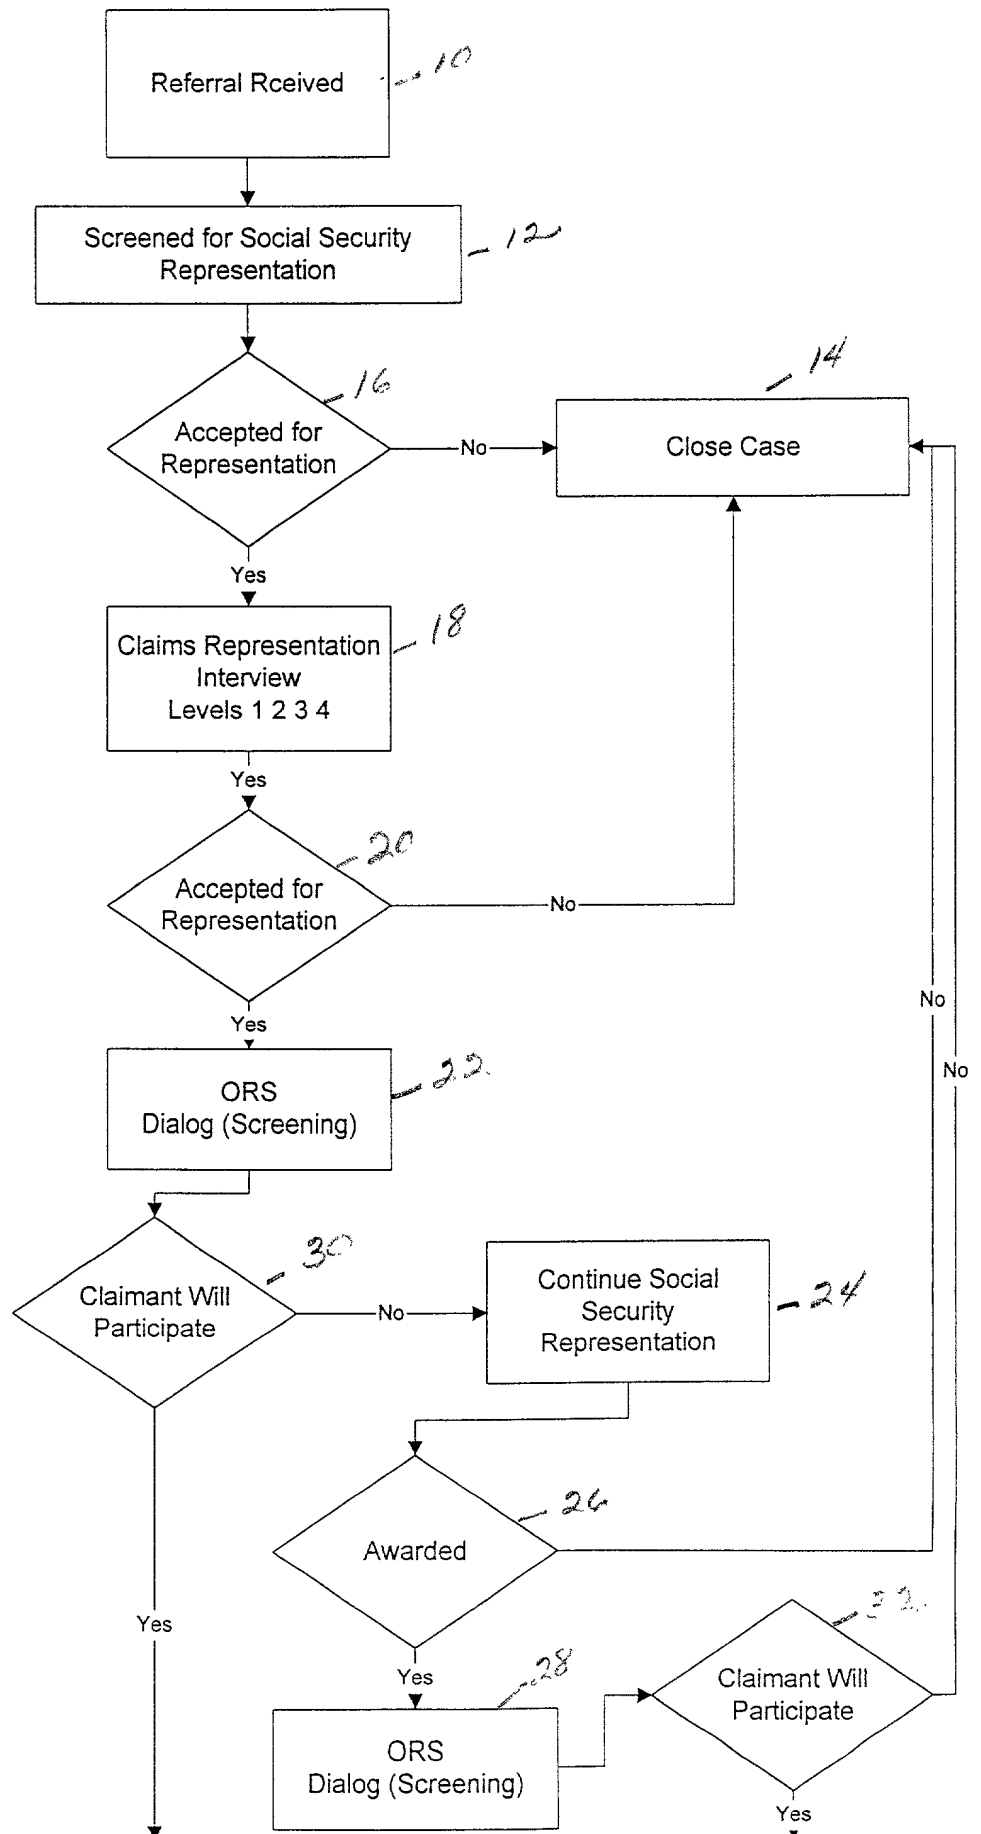 Referral Rceived
10
Screened for Social Security
Representation
12
Accepted for
Representation
16
No
Close Case
14
Yes
Claims Representation
Interview
Levels 1 2 3 4
18
Yes
Accepted for
Representation
20
No
Yes
No
No
ORS
Dialog (Screening)
22
Claimant Will
Participate
30
No
Continue Social
Security
Representation
24
Awarded
26
Yes
Yes
ORS
Dialog (Screening)
28
Claimant Will
Participate
32
Yes